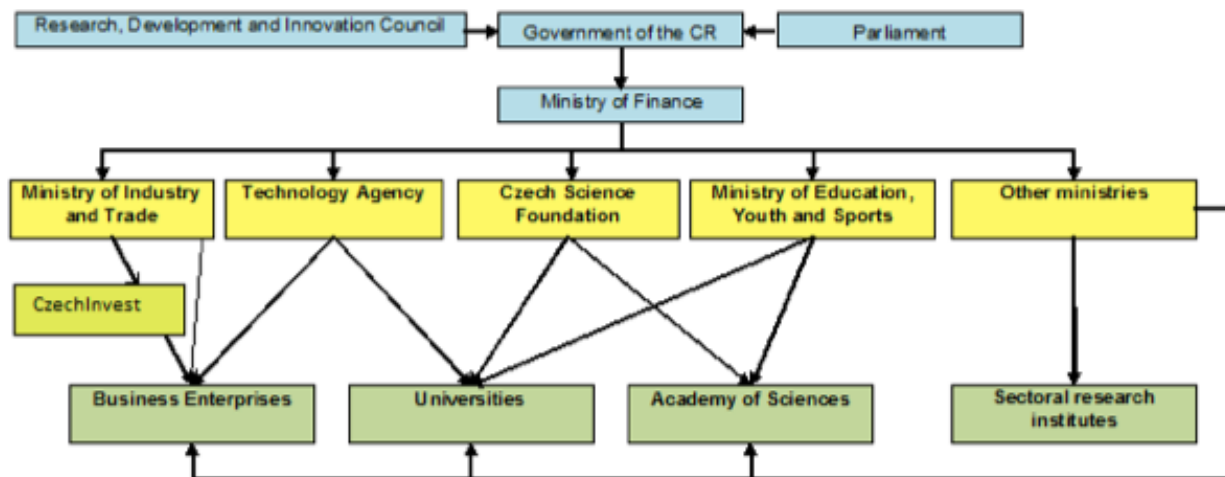 Research, Development and Innovation Council
Government of the CR
Parliament
Ministry of Finance
Ministry of Industry
and Trade
Technology Agency
Czech Science
Foundation
Ministry of Education,
Youth and Sports
Other ministries
CzechInvest
Business Enterprises
Universities
Academy of Sciences
Sectoral research
institutes